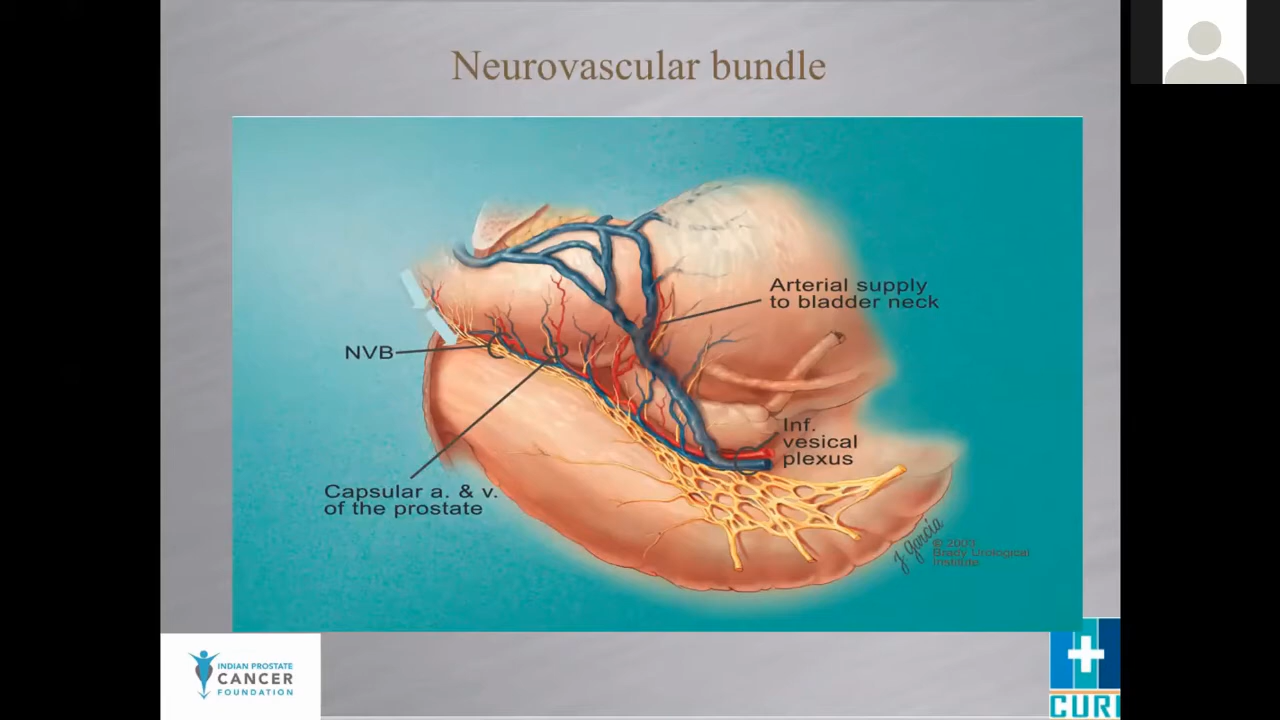 Neurovascular bundle
Arterial supply
to bladder neck
NVB
Inf.
vesical
plexus
Capsular a. & v.
of the prostate
J garcia
© 2003
Brady Urological
Institute
INDIAN PROSTATE
CANCER
FOUNDATION